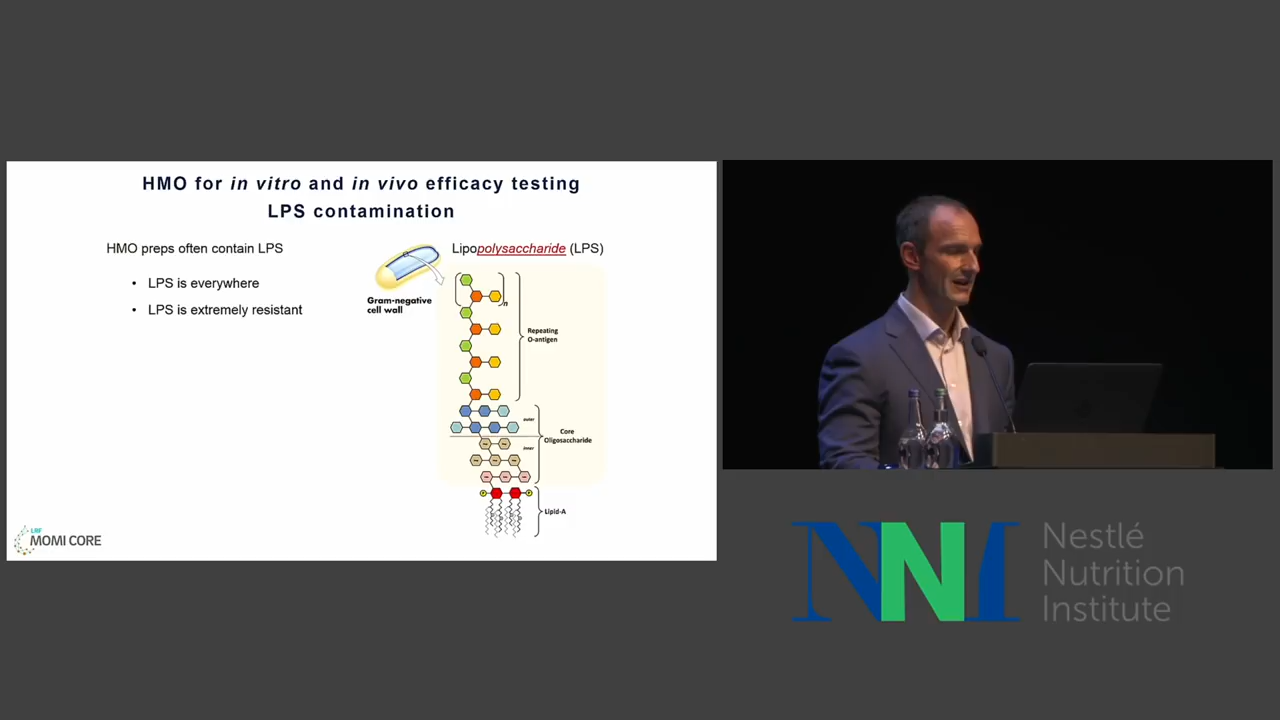 HMO for in vitro and in vivo efficacy testing
LPS contamination
HMO preps often contain LPS
• LPS is everywhere
• LPS is extremely resistant
Lipopolysaccharide (LPS)
Gram-negative
cell wall
n
Repeating
O-antigen
outer
Core
Oligosaccharide
inner
Lipid-A
LRF
MOMI CORE
NNI
Nestlé
Nutrition
Institute